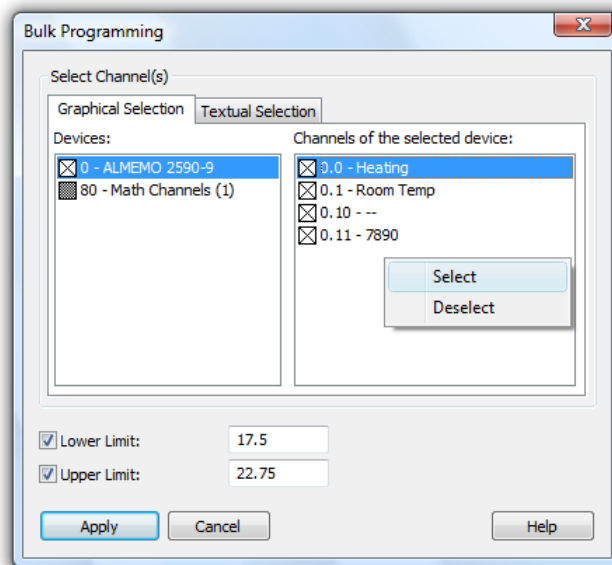 Bulk Programming
Select Channel(s)
Graphical Selection
Textual Selection
Devices:
0 - ALMEMO 2590-9
80 - Math Channels (1)
Channels of the selected device:
0.0 - Heating
0.1 - Room Temp
0.10 - --
0.11 - 7890
Select
Deselect
Lower Limit:
17.5
Upper Limit:
22.75
Apply
Cancel
Help